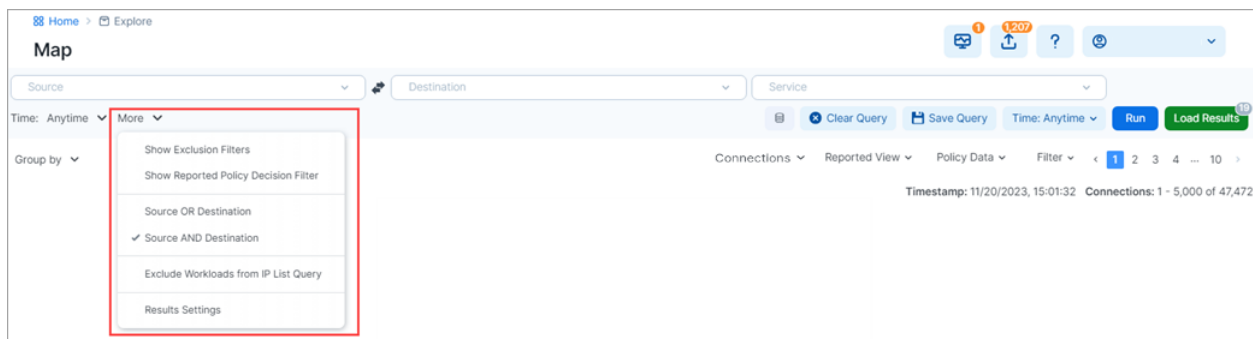 Home > Explore
Map
1
1,207
?
Source
Destination
Service
Time: Anytime
More
Clear Query
Save Query
Time: Anytime
Run
Load Results
19
Show Exclusion Filters
Show Reported Policy Decision Filter
Source OR Destination
Source AND Destination
Exclude Workloads from IP List Query
Results Settings
Group by
Connections
Reported View
Policy Data
Filter
< 1 2 3 4 ... 10 >
Timestamp: 11/20/2023, 15:01:32 Connections: 1 - 5,000 of 47,472